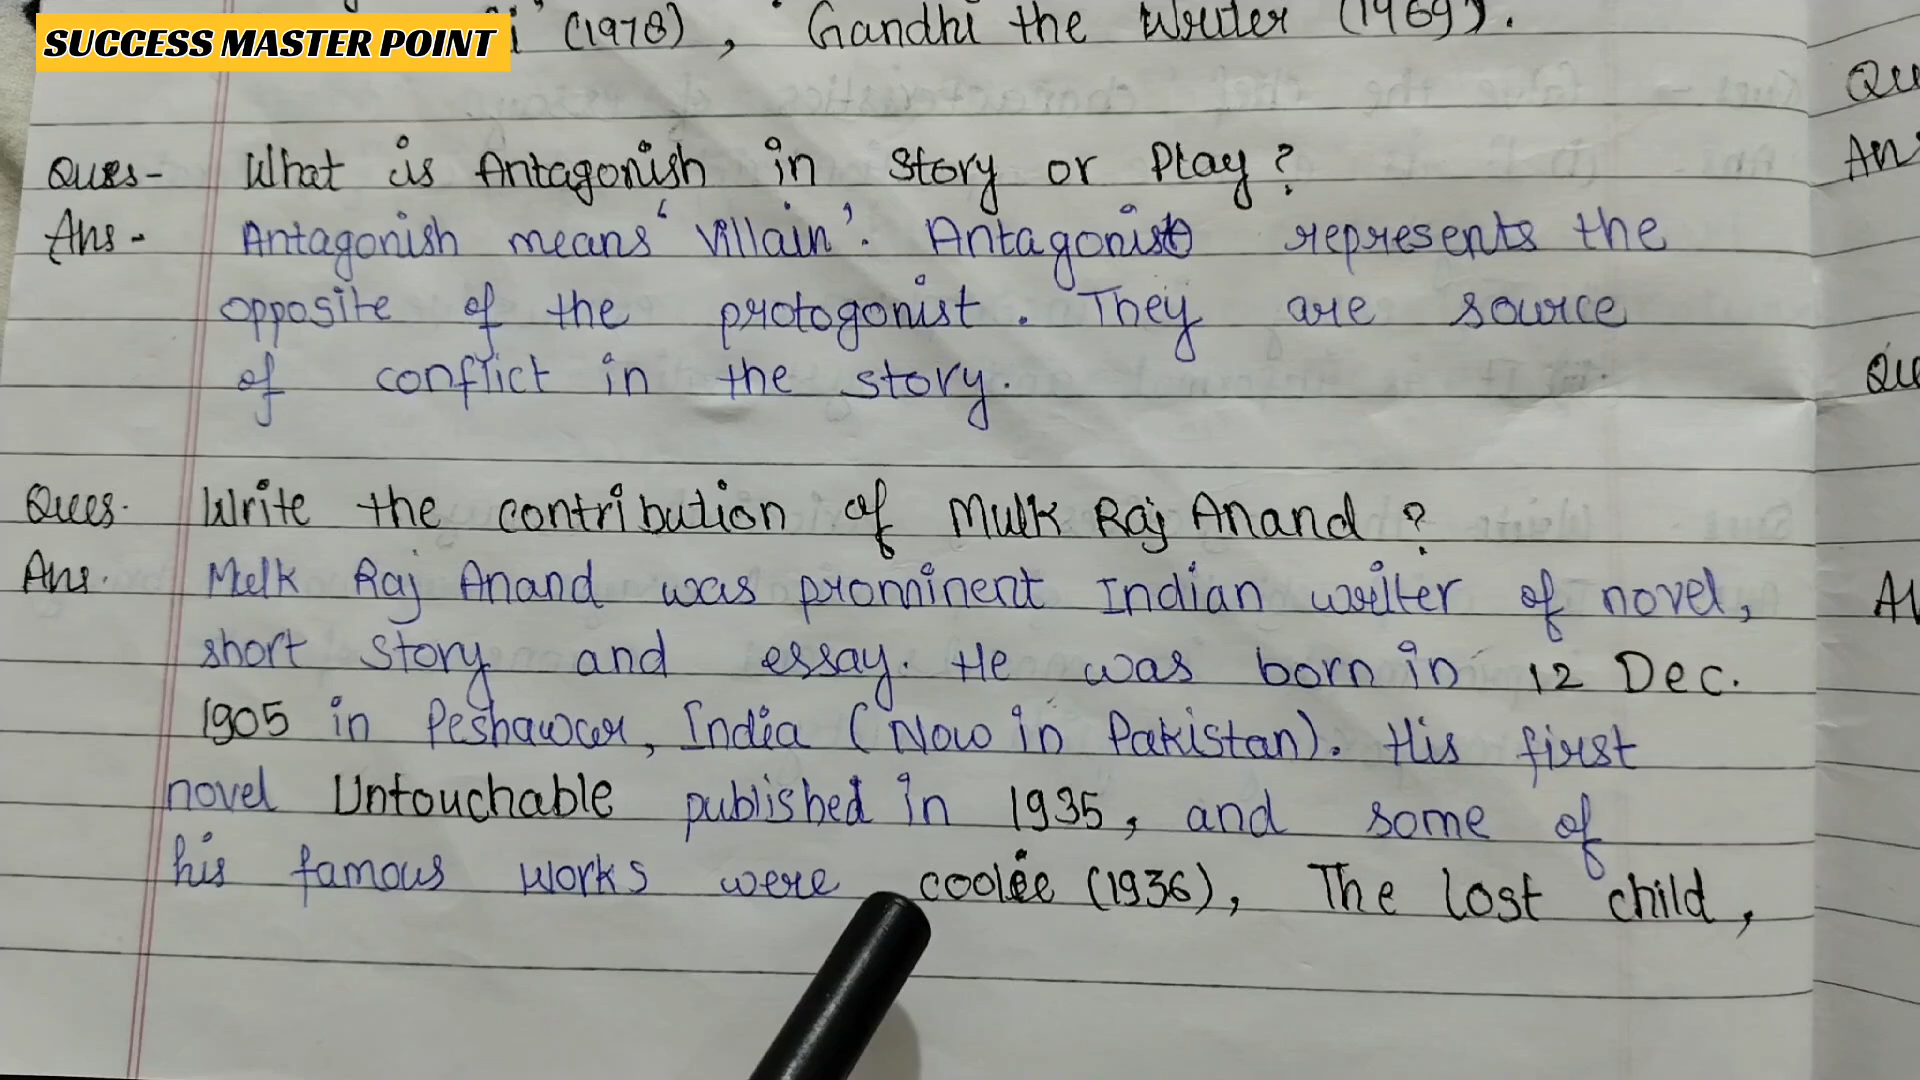 SUCCESS MASTER POINT
(1978), Gandhi the Writer (1969).
Ques- What is Antagonish in Story or Play?
Ans- Antagonish means 'Villain'. Antagonist represents the
opposite of the protogonist. They are source
of conflict in the story.
Ques. Write the contribution of Mulk Raj Anand?
Ans. Mulk Raj Anand was prominent Indian writer of novel,
short story and essay. He was born in 12 Dec.
1905 in Peshawar, India (Now in Pakistan). His first
novel Untouchable published in 1935, and some of
his famous works were coolie (1936), The lost child,